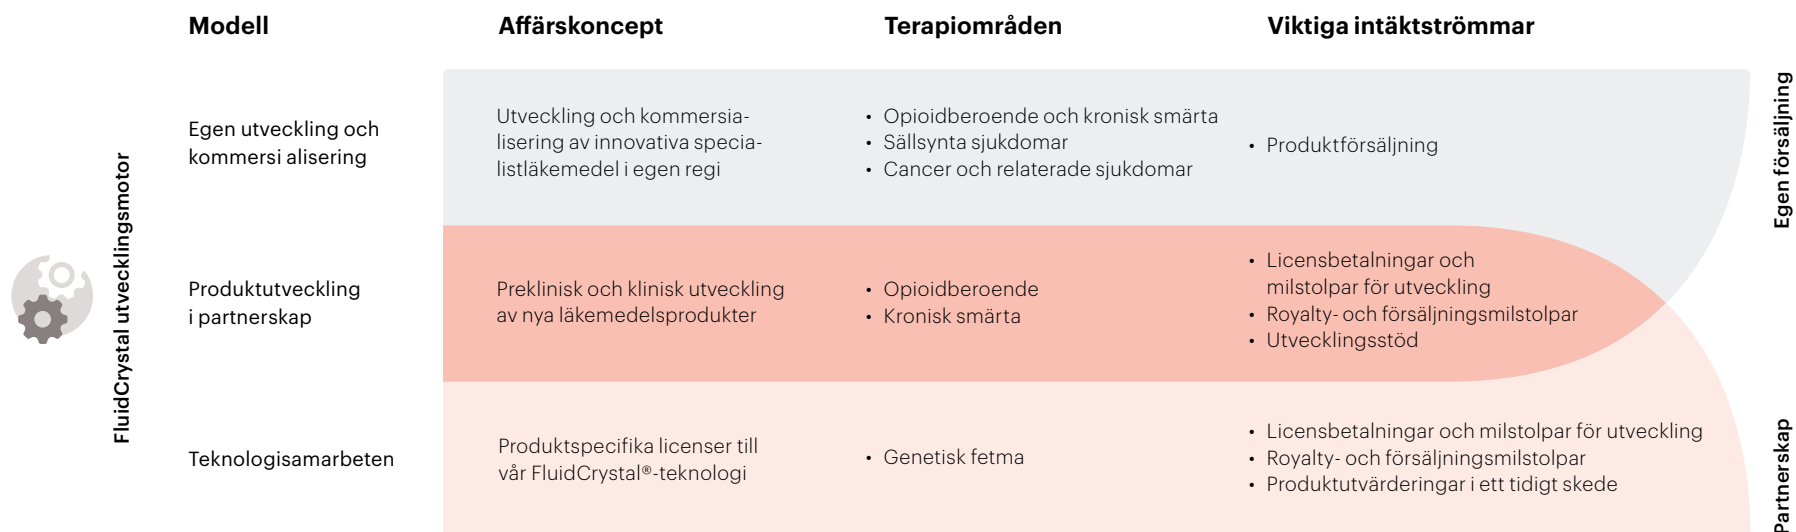 Modell
Affärskoncept
Terapiområden
Viktiga intäktströmmar
FluidCrystal utvecklingsmotor
Egen utveckling och
kommersi alisering
Utveckling och kommersia-
lisering av innovativa specia-
listläkemedel i egen regi
• Opioidberoende och kronisk smärta
• Sällsynta sjukdomar
• Cancer och relaterade sjukdomar
• Produktförsäljning
Egen försäljning
Produktutveckling
i partnerskap
Preklinisk och klinisk utveckling
av nya läkemedelsprodukter
• Opioidberoende
• Kronisk smärta
• Licensbetalningar och
milstolpar för utveckling
• Royalty- och försäljningsmilstolpar
• Utvecklingsstöd
Teknologisamarbeten
Produktspecifika licenser till
vår FluidCrystal®-teknologi
• Genetisk fetma
• Licensbetalningar och milstolpar för utveckling
• Royalty- och försäljningsmilstolpar
• Produktutvärderingar i ett tidigt skede
Partnerskap